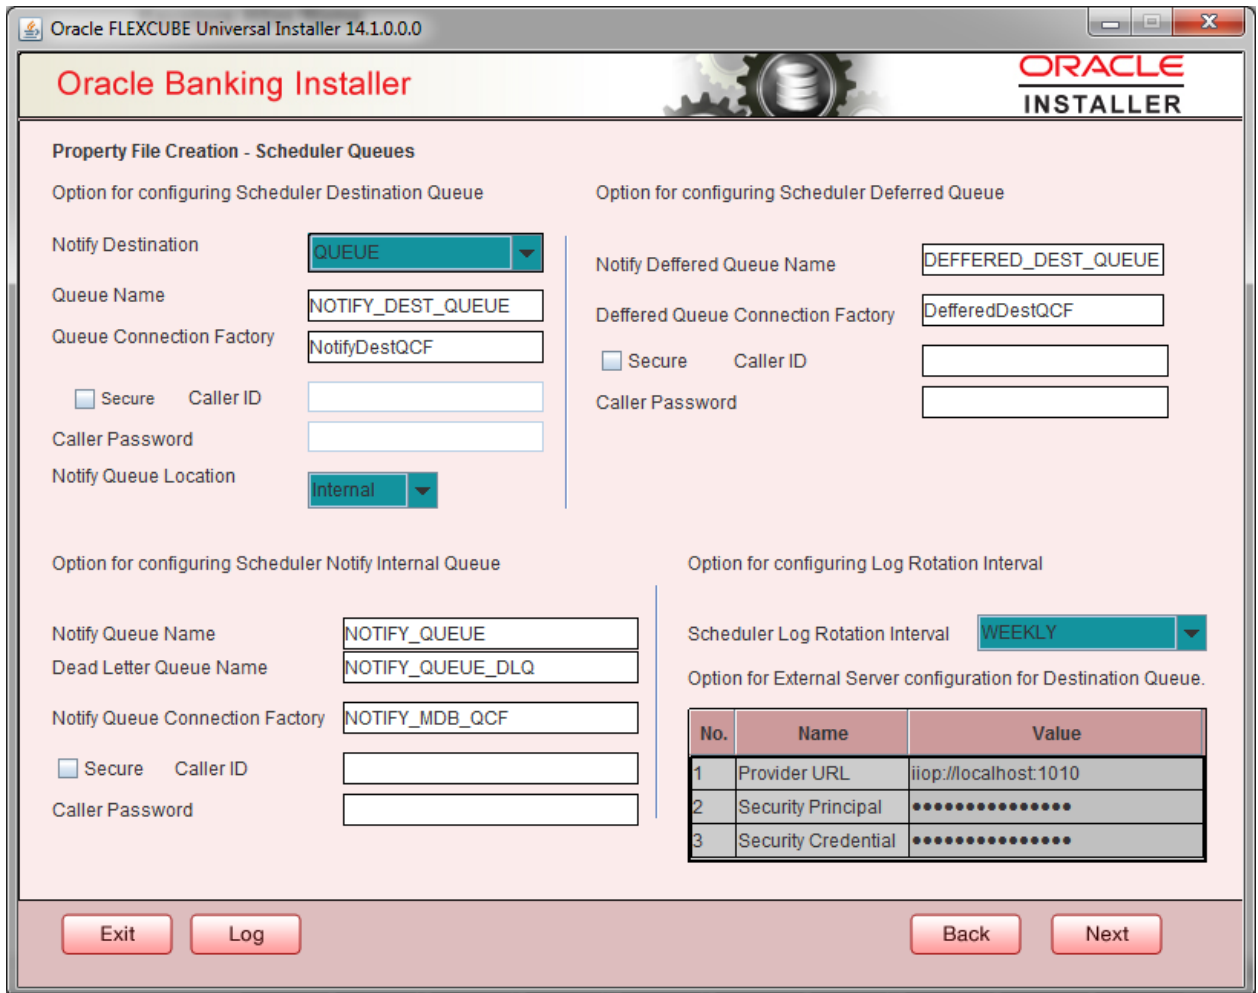 Oracle FLEXCUBE Universal Installer 14.1.0.0.0
Oracle Banking Installer
ORACLE
INSTALLER
Property File Creation - Scheduler Queues
Option for configuring Scheduler Destination Queue
Notify Destination QUEUE
Queue Name NOTIFY_DEST_QUEUE
Queue Connection Factory NotifyDestQCF
Secure Caller ID
Caller Password
Notify Queue Location Internal
Option for configuring Scheduler Deferred Queue
Notify Deffered Queue Name DEFFERED_DEST_QUEUE
Deffered Queue Connection Factory DefferedDestQCF
Secure Caller ID
Caller Password
Option for configuring Scheduler Notify Internal Queue
Notify Queue Name NOTIFY_QUEUE
Dead Letter Queue Name NOTIFY_QUEUE_DLQ
Notify Queue Connection Factory NOTIFY_MDB_QCF
Secure Caller ID
Caller Password
Option for configuring Log Rotation Interval
Scheduler Log Rotation Interval WEEKLY
Option for External Server configuration for Destination Queue.
No. Name Value
1 Provider URL iiop://localhost:1010
2 Security Principal •••••••••••••••
3 Security Credential •••••••••••••••
Exit Log Back Next